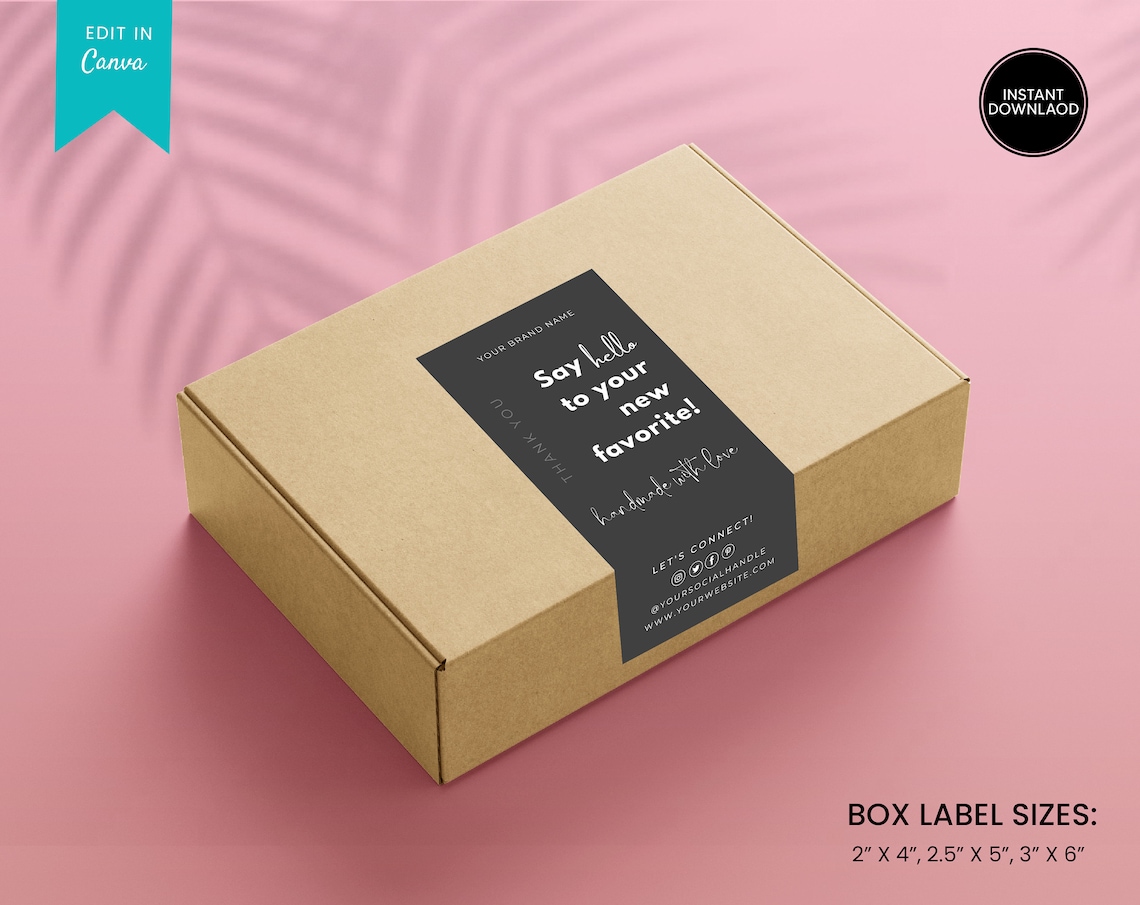 EDIT IN
Canva
INSTANT
DOWNLAOD
YOUR BRAND NAME
Say hello
to your
new
favorite!
THANK YOU
handmade with love
LET'S CONNECT!
@YOURSOCIALHANDLE
WWW.YOURWEBSITE.COM
BOX LABEL SIZES:
2” X 4”, 2.5” X 5”, 3” X 6”